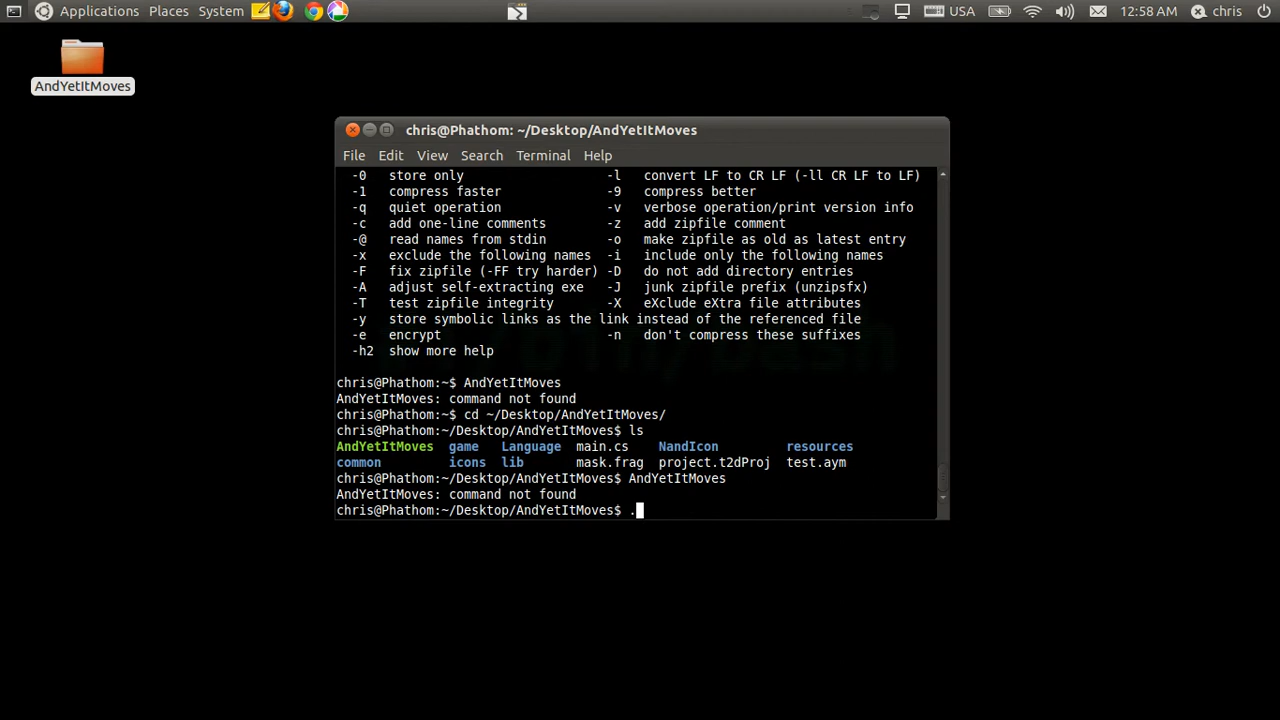 Applications Places System USA 12:58 AM chris
AndYetItMoves
chris@Phathom: ~/Desktop/AndYetItMoves
File Edit View Search Terminal Help
-0 store only -l convert LF to CR LF (-ll CR LF to LF)
-1 compress faster -9 compress better
-q quiet operation -v verbose operation/print version info
-c add one-line comments -z add zipfile comment
-@ read names from stdin -o make zipfile as old as latest entry
-x exclude the following names -i include only the following names
-F fix zipfile (-FF try harder) -D do not add directory entries
-A adjust self-extracting exe -J junk zipfile prefix (unzipsfx)
-T test zipfile integrity -X eXclude eXtra file attributes
-y store symbolic links as the link instead of the referenced file
-e encrypt -n don't compress these suffixes
-h2 show more help
chris@Phathom:~$ AndYetItMoves
AndYetItMoves: command not found
chris@Phathom:~$ cd ~/Desktop/AndYetItMoves/
chris@Phathom:~/Desktop/AndYetItMoves$ ls
AndYetItMoves game Language main.cs NandIcon resources
common icons lib mask.frag project.t2dProj test.aym
chris@Phathom:~/Desktop/AndYetItMoves$ AndYetItMoves
AndYetItMoves: command not found
chris@Phathom:~/Desktop/AndYetItMoves$ .